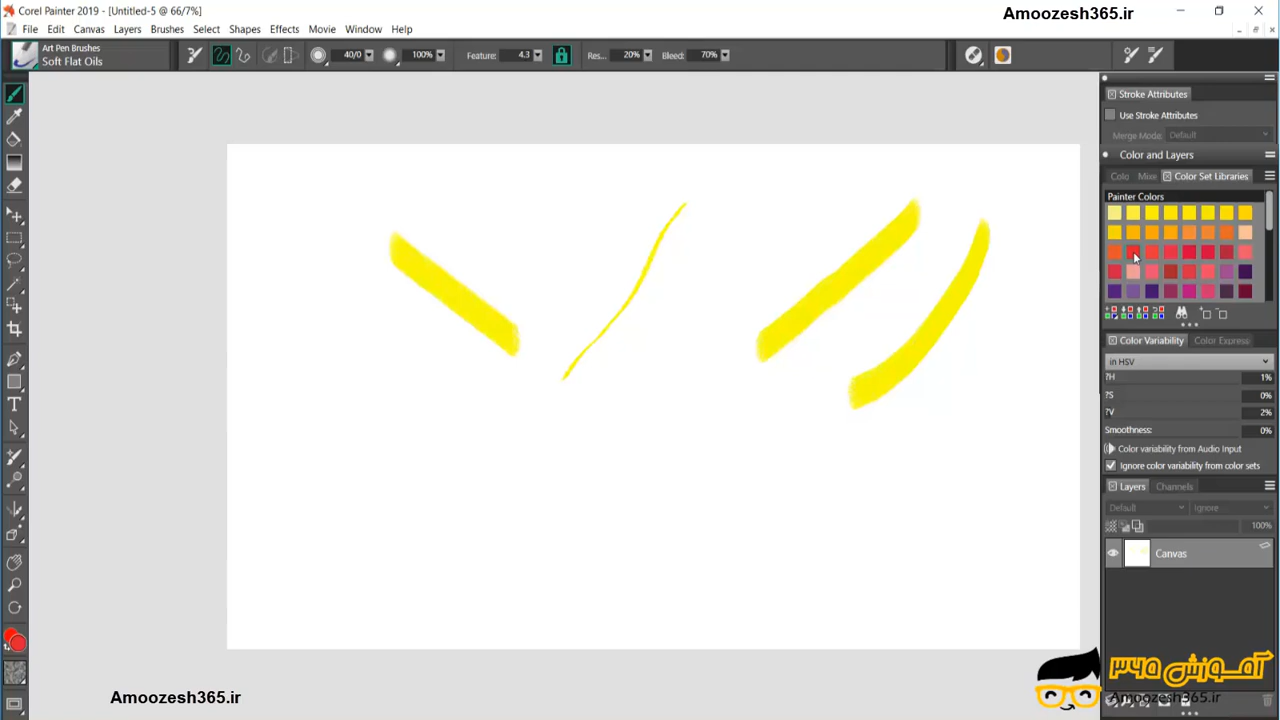 Corel Painter 2019 - [Untitled-5 @ 66/7%]
Amoozesh365.ir
File Edit Canvas Layers Brushes Select Shapes Effects Movie Window Help
Art Pen Brushes
Soft Flat Oils
40/0 100% Feature: 4.3 Res... 20% Bleed: 70%
Stroke Attributes
Use Stroke Attributes
Merge Mode: Default
Color and Layers
Colo Mixe Color Set Libraries
Painter Colors
Color Variability Color Express
in HSV
?H 1%
?S 0%
?V 2%
Smoothness: 0%
Color variability from Audio Input
Ignore color variability from color sets
Layers Channels
Default Ignore
100%
Canvas
آموزش ۳۶۵
Amoozesh365.ir
Amoozesh365.ir